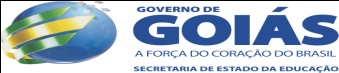 GOVERNO DE
GOIÁS
A FORÇA DO CORAÇÃO DO BRASIL
SECRETARIA DE ESTADO DA EDUCAÇÃO